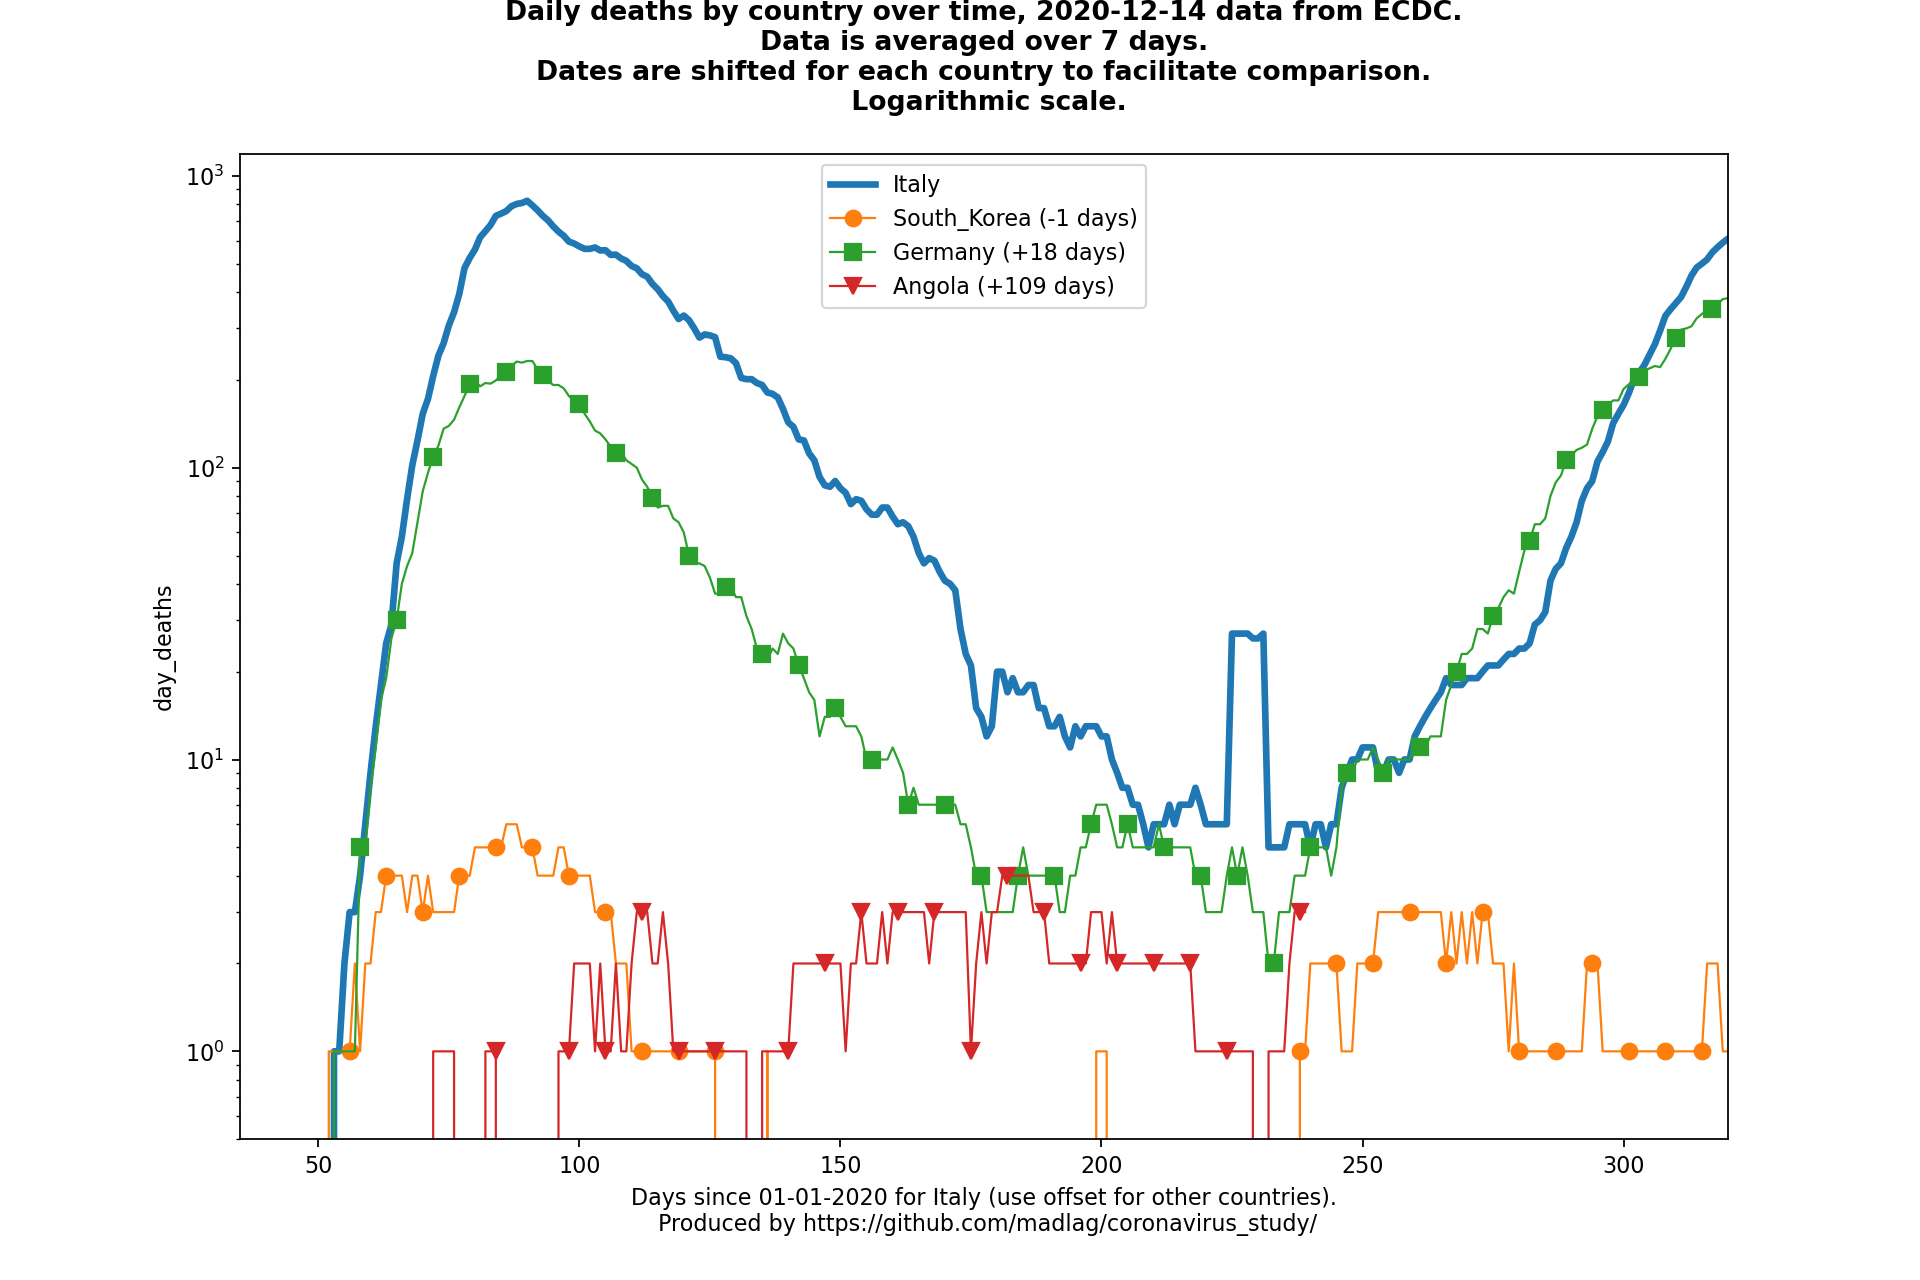 Daily deaths by country over time, 2020-12-14 data from ECDC.
Data is averaged over 7 days.
Dates are shifted for each country to facilitate comparison.
Logarithmic scale.
Italy
South_Korea (-1 days)
Germany (+18 days)
Angola (+109 days)
day_deaths
10³
10²
10¹
10⁰
50 100 150 200 250 300
Days since 01-01-2020 for Italy (use offset for other countries).
Produced by https://github.com/madlag/coronavirus_study/